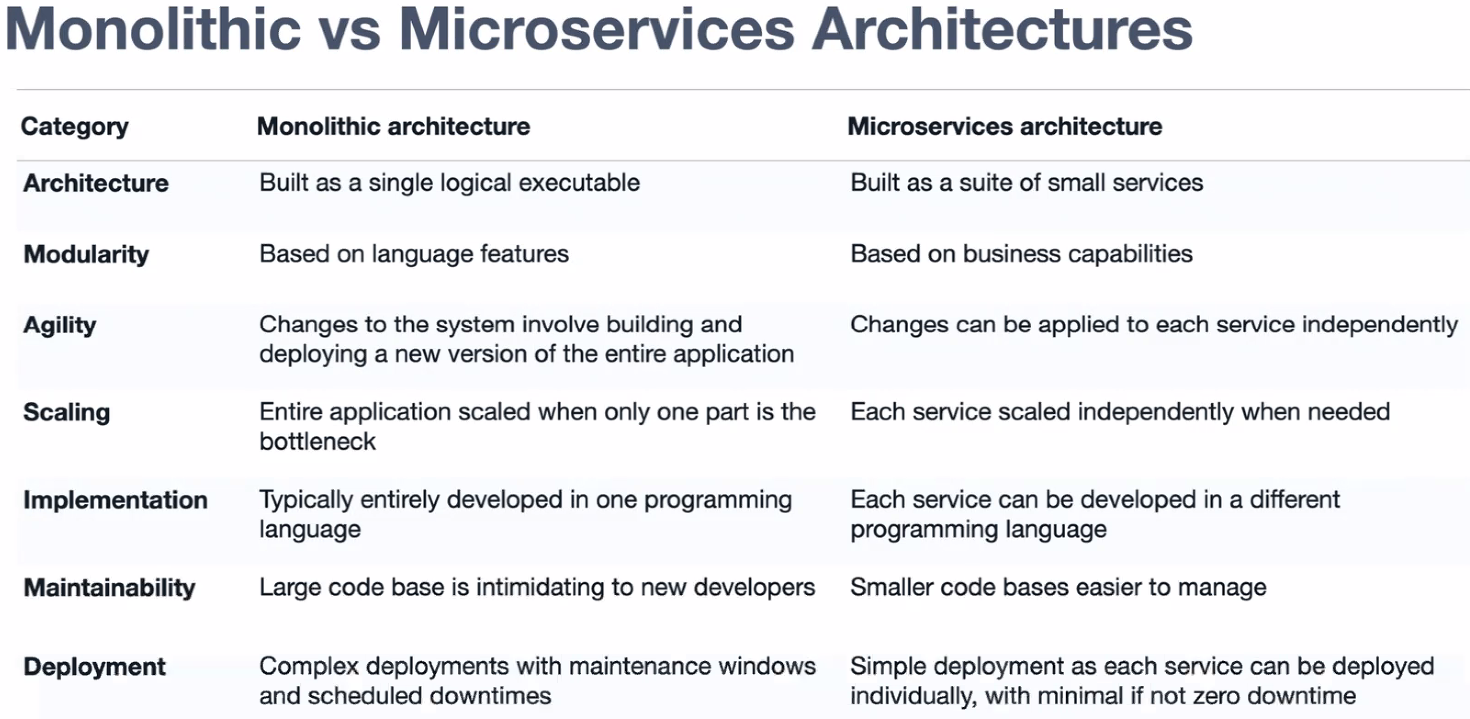 Monolithic vs Microservices Architectures
Category Monolithic architecture Microservices architecture
Architecture Built as a single logical executable Built as a suite of small services
Modularity Based on language features Based on business capabilities
Agility Changes to the system involve building and Changes can be applied to each service independently
deploying a new version of the entire application
Scaling Entire application scaled when only one part is the Each service scaled independently when needed
bottleneck
Implementation Typically entirely developed in one programming Each service can be developed in a different
language programming language
Maintainability Large code base is intimidating to new developers Smaller code bases easier to manage
Deployment Complex deployments with maintenance windows Simple deployment as each service can be deployed
and scheduled downtimes individually, with minimal if not zero downtime